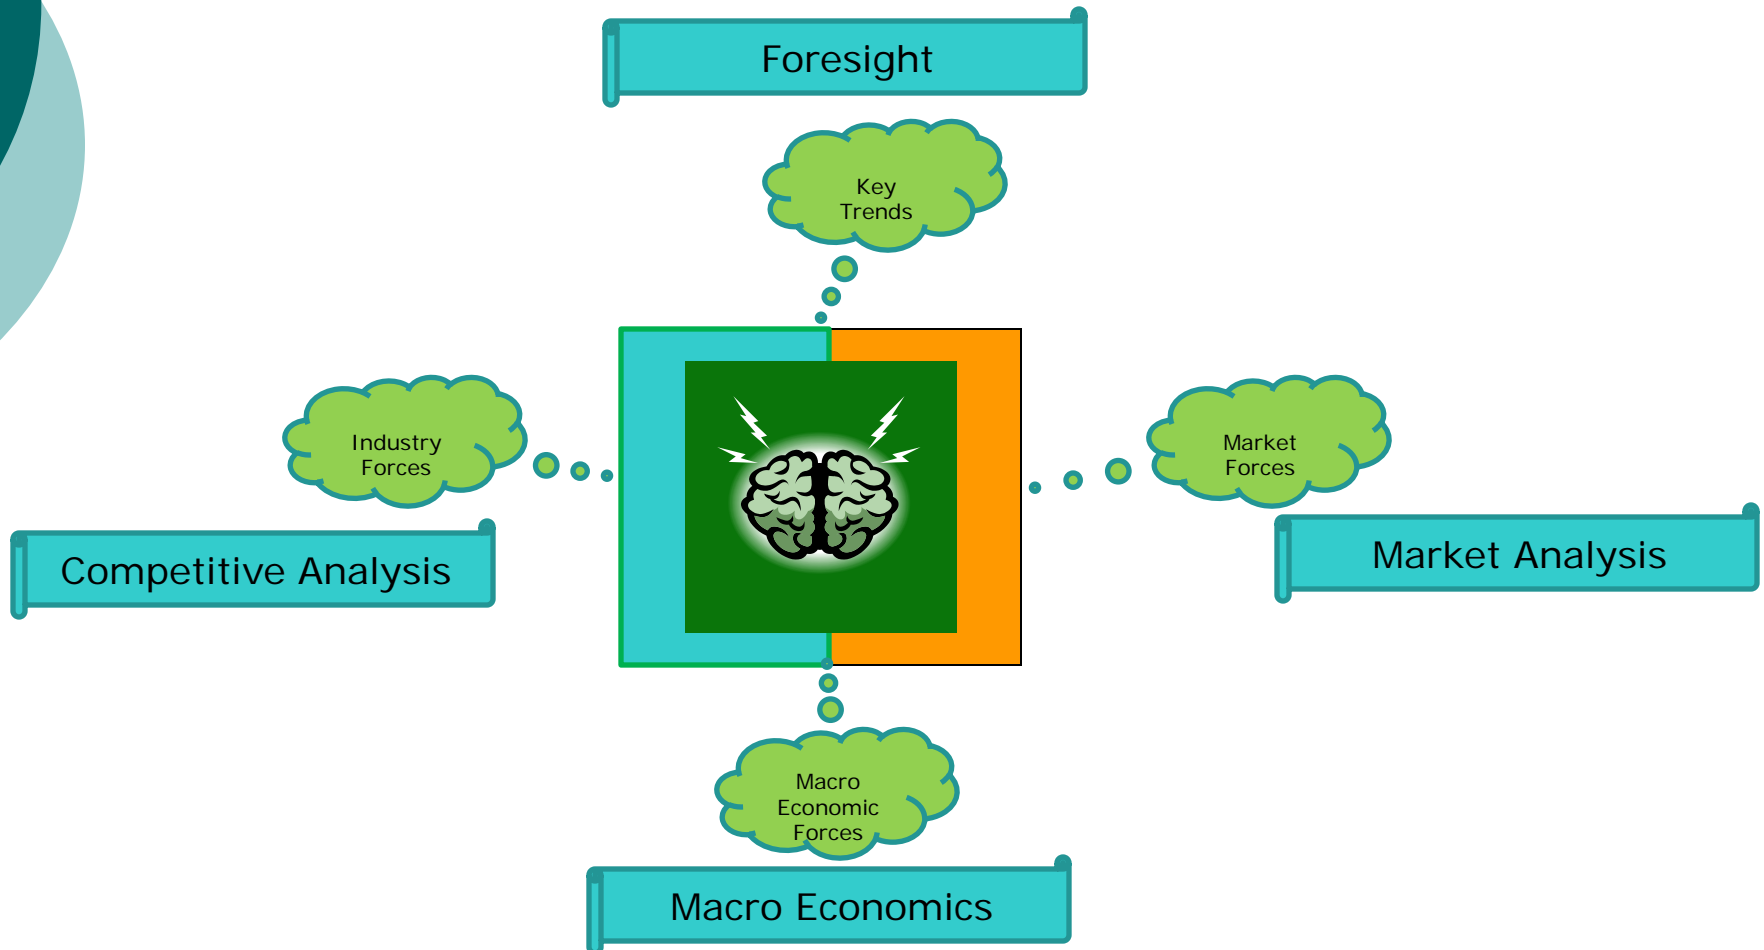 Foresight
Key
Trends
Industry
Forces
Market
Forces
Competitive Analysis
Market Analysis
Macro
Economic
Forces
Macro Economics